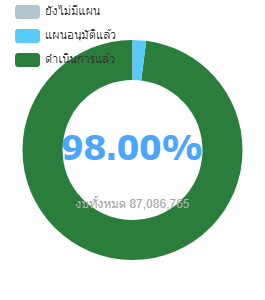 ยังไม่มีแผน
แผนอนุมัติแล้ว
ดำเนินการแล้ว
98.00%
งบทั้งหมด 87,086,765